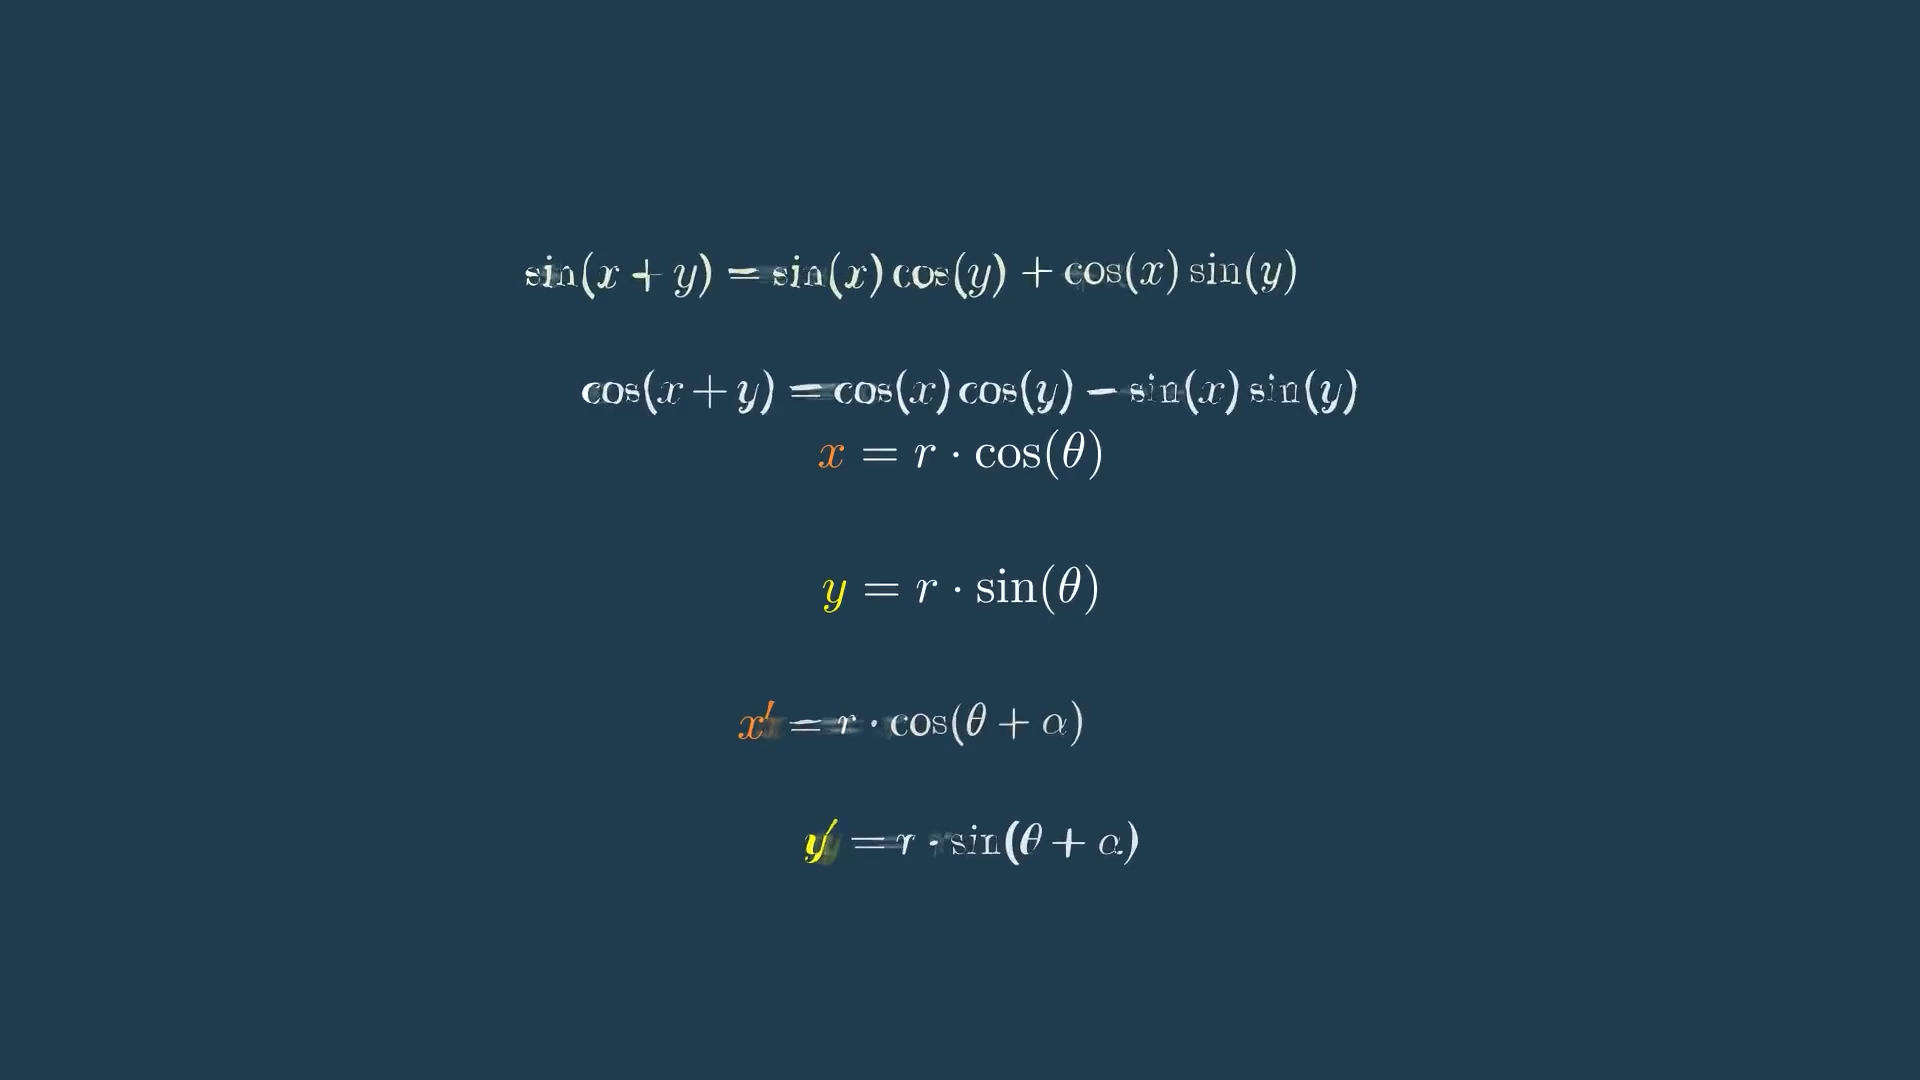 sin(x + y) = sin(x) cos(y) + cos(x) sin(y)
cos(x + y) = cos(x) cos(y) − sin(x) sin(y)
x = r · cos(θ)
y = r · sin(θ)
x′ = r · cos(θ + α)
y′ = r · sin(θ + α)